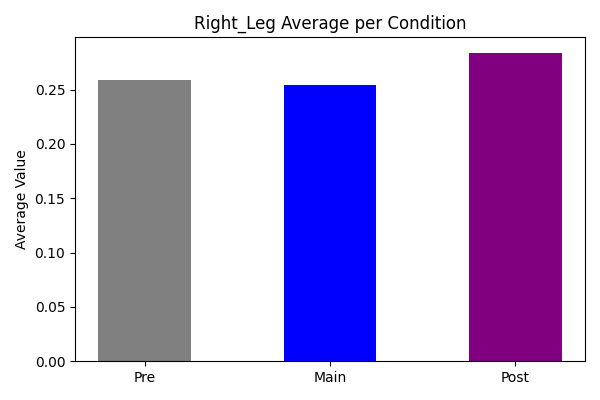 Right_Leg Average per Condition
Average Value
0.25
0.20
0.15
0.10
0.05
0.00
Pre
Main
Post